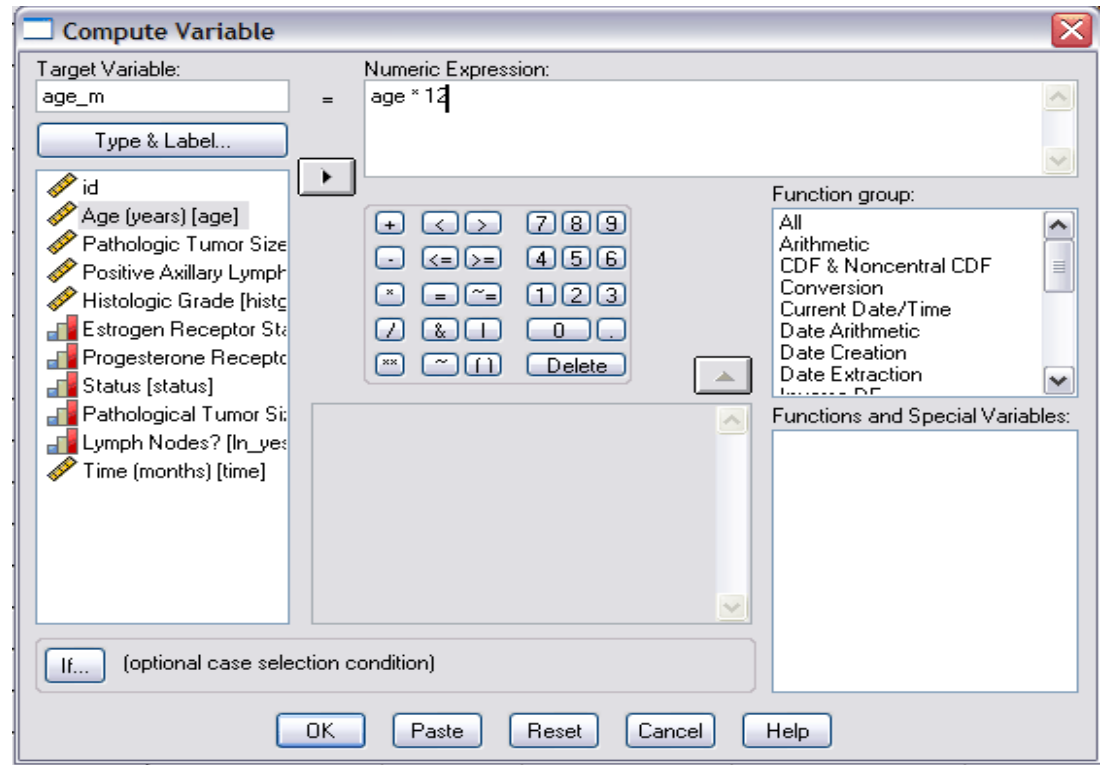 Compute Variable
Target Variable:
age_m
=
Numeric Expression:
age * 12
Type & Label...
id
Age (years) [age]
Pathologic Tumor Size
Positive Axillary Lymph
Histologic Grade [histg
Estrogen Receptor Sta
Progesterone Recepto
Status [status]
Pathological Tumor Si
Lymph Nodes? [ln_yes
Time (months) [time]
+ < > 7 8 9
- <= >= 4 5 6
* = ~= 1 2 3
/ & | 0 .
** ~ ( ) Delete
Function group:
All
Arithmetic
CDF & Noncentral CDF
Conversion
Current Date/Time
Date Arithmetic
Date Creation
Date Extraction
Functions and Special Variables:
If... (optional case selection condition)
OK Paste Reset Cancel Help